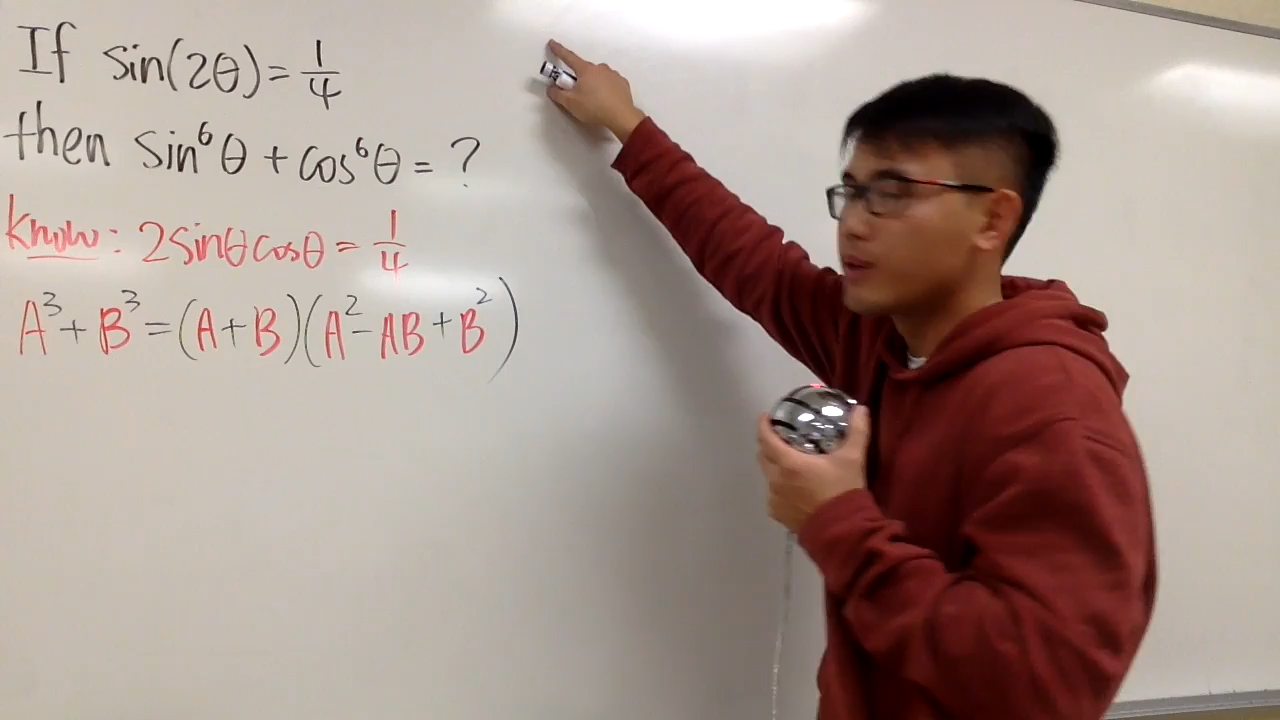 If sin(2θ) = 1/4
then sin⁶θ + cos⁶θ = ?
know: 2sinθcosθ = 1/4
A³ + B³ = (A + B)(A² - AB + B²)